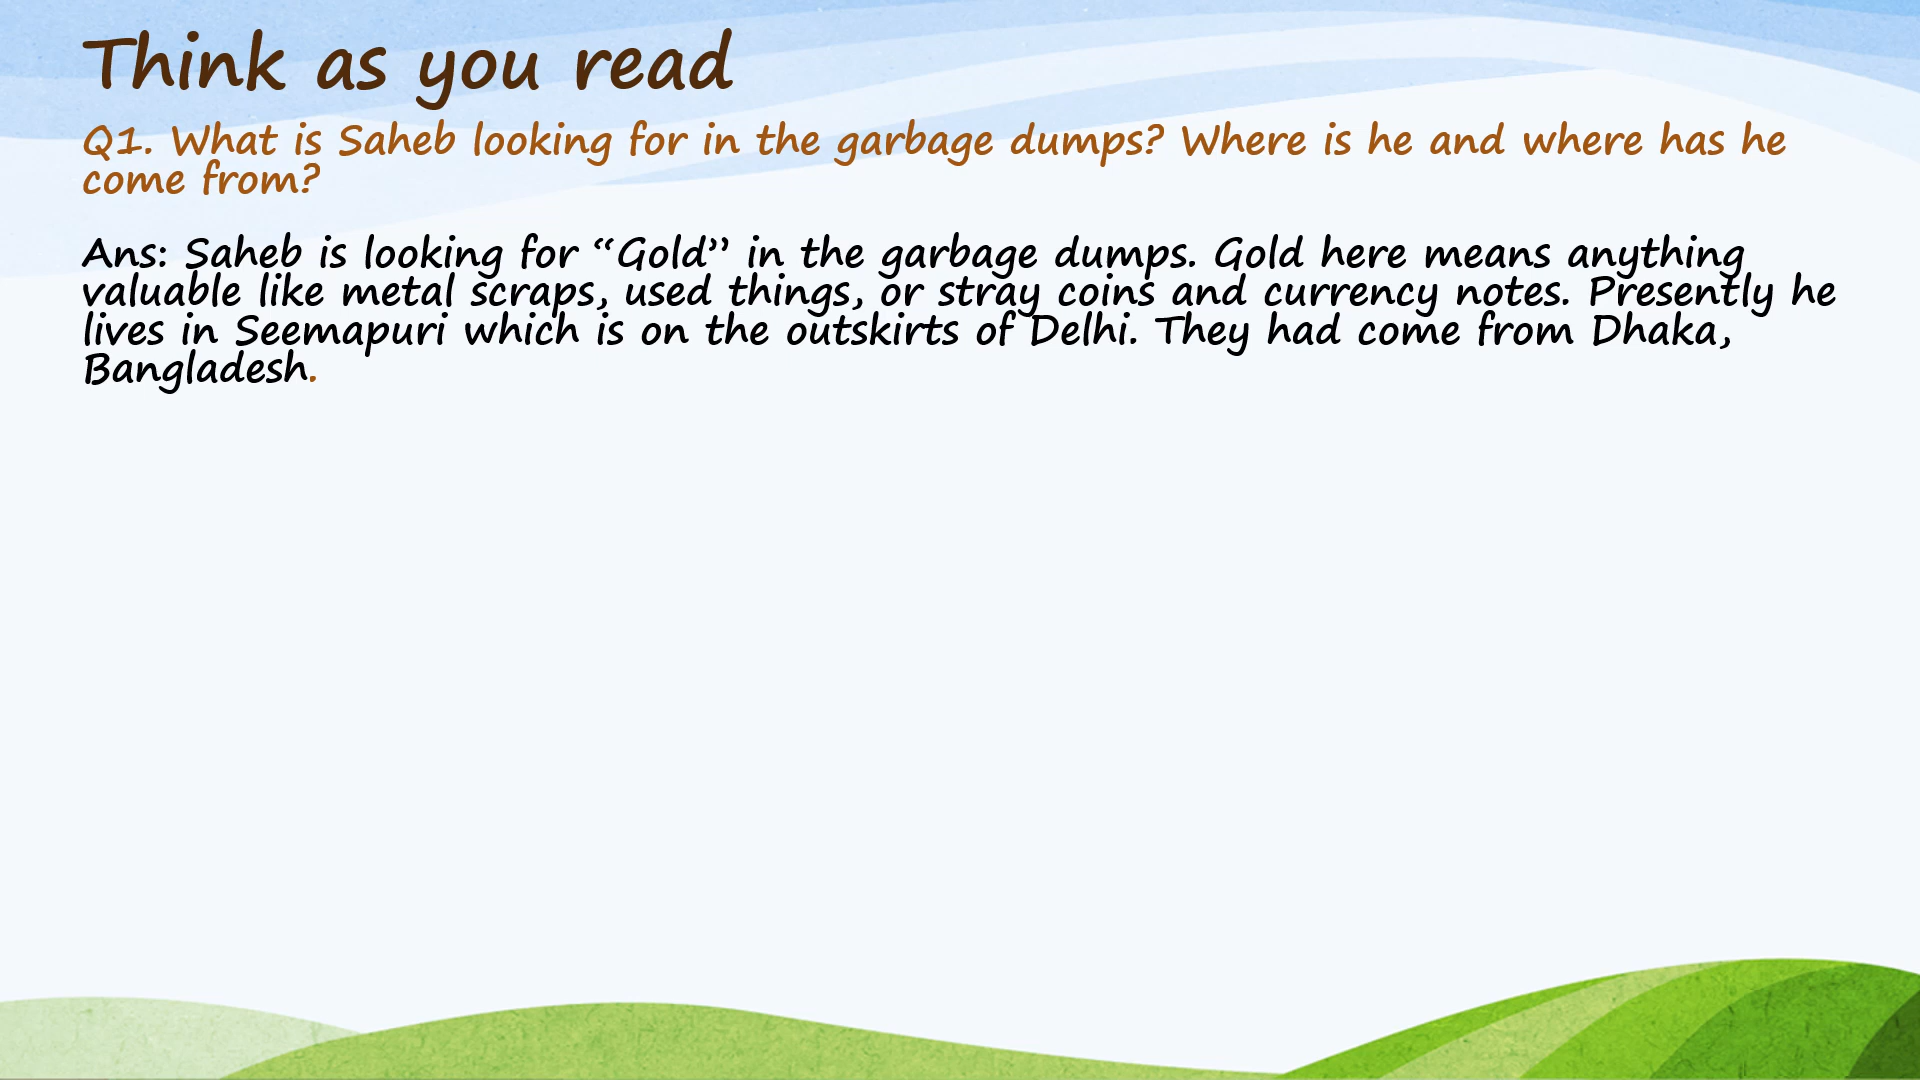 Think as you read
Q1. What is Saheb looking for in the garbage dumps? Where is he and where has he
come from?
Ans: Saheb is looking for “Gold” in the garbage dumps. Gold here means anything
valuable like metal scraps, used things, or stray coins and currency notes. Presently he
lives in Seemapuri which is on the outskirts of Delhi. They had come from Dhaka,
Bangladesh.